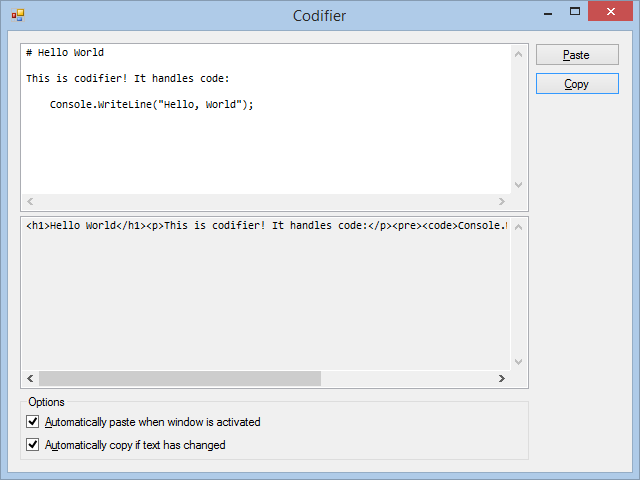 Codifier
# Hello World
This is codifier! It handles code:
Console.WriteLine("Hello, World");
Paste
Copy
<h1>Hello World</h1><p>This is codifier! It handles code:</p><pre><code>Console.
Options
Automatically paste when window is activated
Automatically copy if text has changed